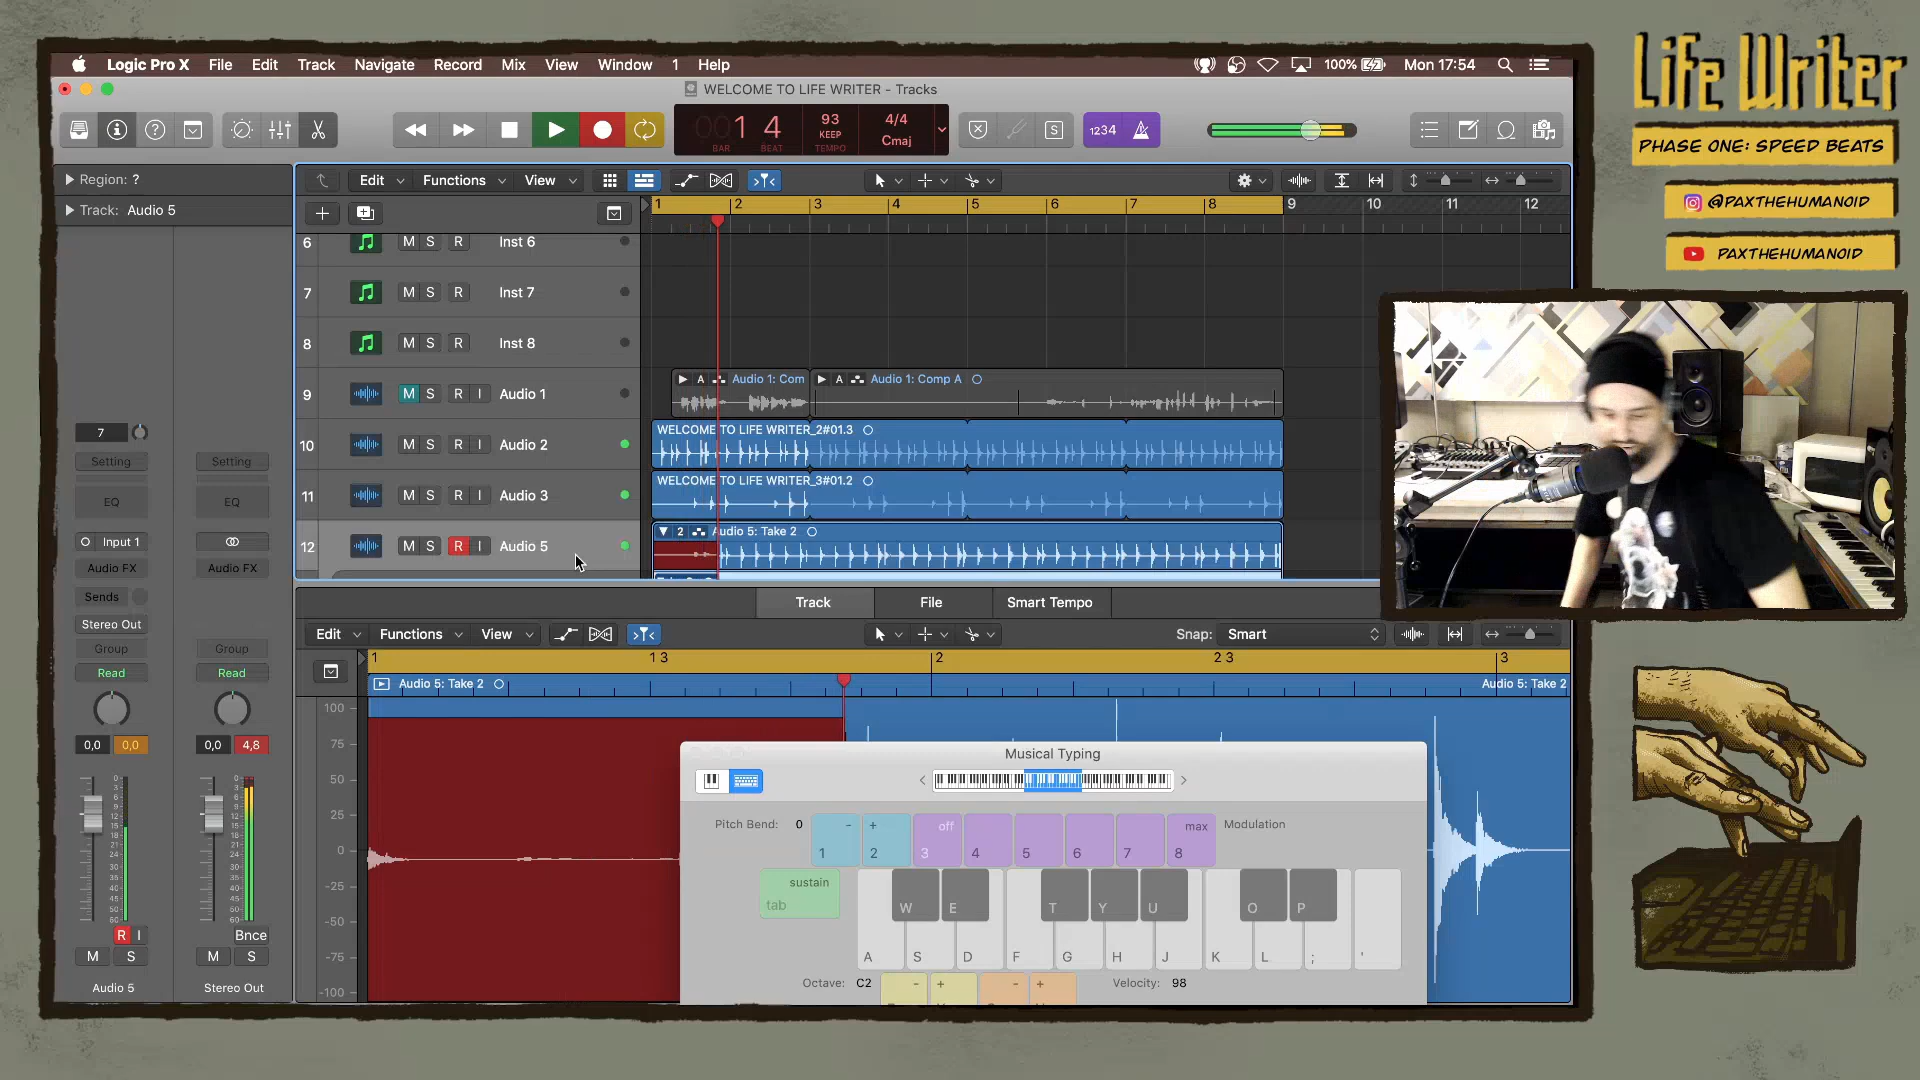 Life Writer
PHASE ONE: SPEED BEATS
@PAXTHEHUMANOID
PAXTHEHUMANOID
Logic Pro X File Edit Track Navigate Record Mix View Window 1 Help
100% Mon 17:54
WELCOME TO LIFE WRITER - Tracks
1 4
BAR BEAT
93
KEEP
TEMPO
4/4
Cmaj
S
1234
Region: ?
Track: Audio 5
Edit Functions View
1 2 3 4 5 6 7 8 9 10 11 12
6 M S R Inst 6
7 M S R Inst 7
8 M S R Inst 8
9 M S R I Audio 1
A Audio 1: Com
A Audio 1: Comp A
10 M S R I Audio 2
WELCOME TO LIFE WRITER_2#01.3
11 M S R I Audio 3
WELCOME TO LIFE WRITER_3#01.2
12 M S R I Audio 5
2 Audio 5: Take 2
7
Setting Setting
EQ EQ
Input 1
Audio FX Audio FX
Sends
Stereo Out
Group Group
Read Read
0,0 0,0 0,0 4,8
R I Bnce
M S M S
Audio 5 Stereo Out
Track File Smart Tempo
Edit Functions View
Snap: Smart
1 1 3 2 2 3 3
Audio 5: Take 2 Audio 5: Take 2
100
75
50
25
0
-25
-50
-75
-100
Musical Typing
Pitch Bend: 0 - + off max Modulation
1 2 3 4 5 6 7 8
sustain
tab
W E T Y U O P
A S D F G H J K L ; '
Octave: C2 - + - + Velocity: 98